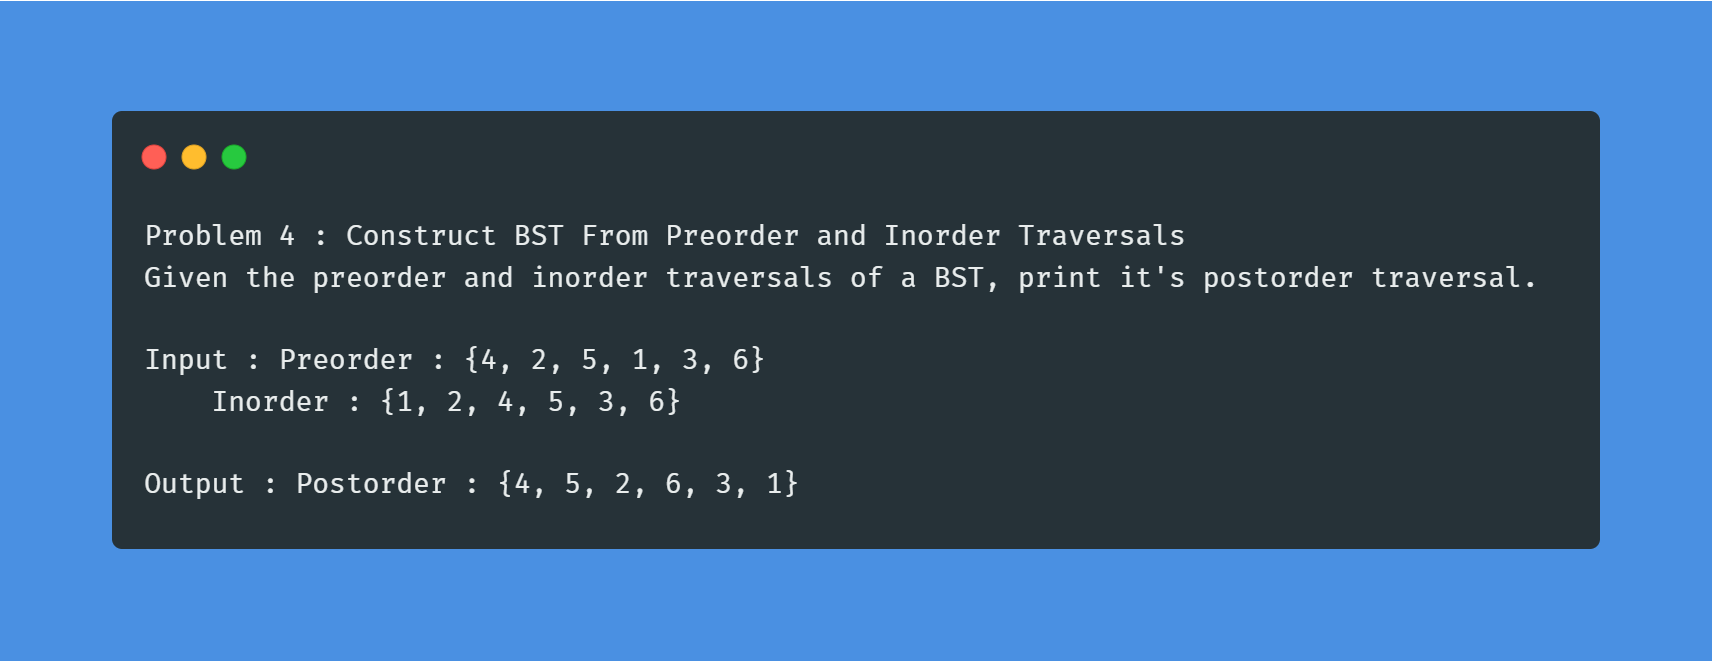 Problem 4 : Construct BST From Preorder and Inorder Traversals
Given the preorder and inorder traversals of a BST, print it's postorder traversal.
Input : Preorder : {4, 2, 5, 1, 3, 6}
Inorder : {1, 2, 4, 5, 3, 6}
Output : Postorder : {4, 5, 2, 6, 3, 1}